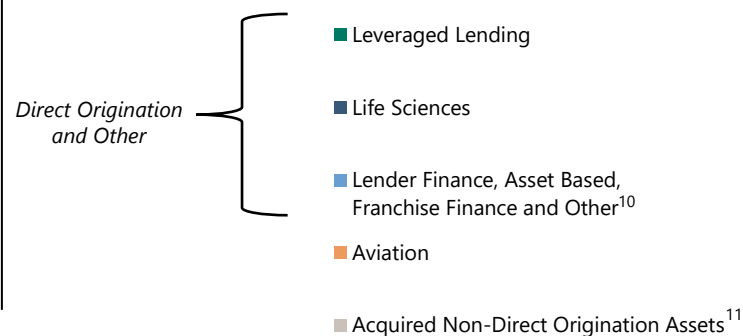 Leveraged Lending
Direct Origination
and Other
Life Sciences
Lender Finance, Asset Based,
Franchise Finance and Other10
Aviation
Acquired Non-Direct Origination Assets11